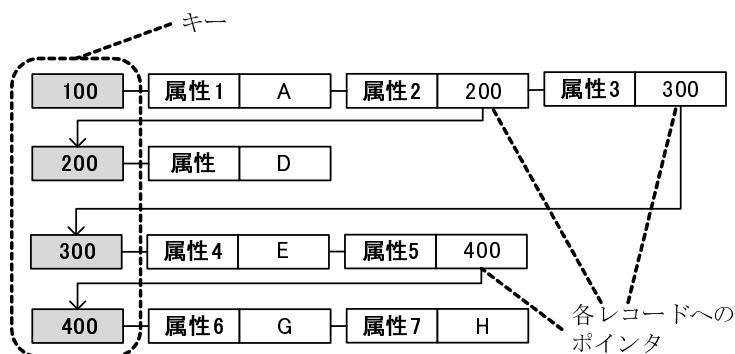 キー
100 属性1 A 属性2 200 属性3 300
200 属性 D
300 属性4 E 属性5 400
400 属性6 G 属性7 H
各レコードへの
ポインタ